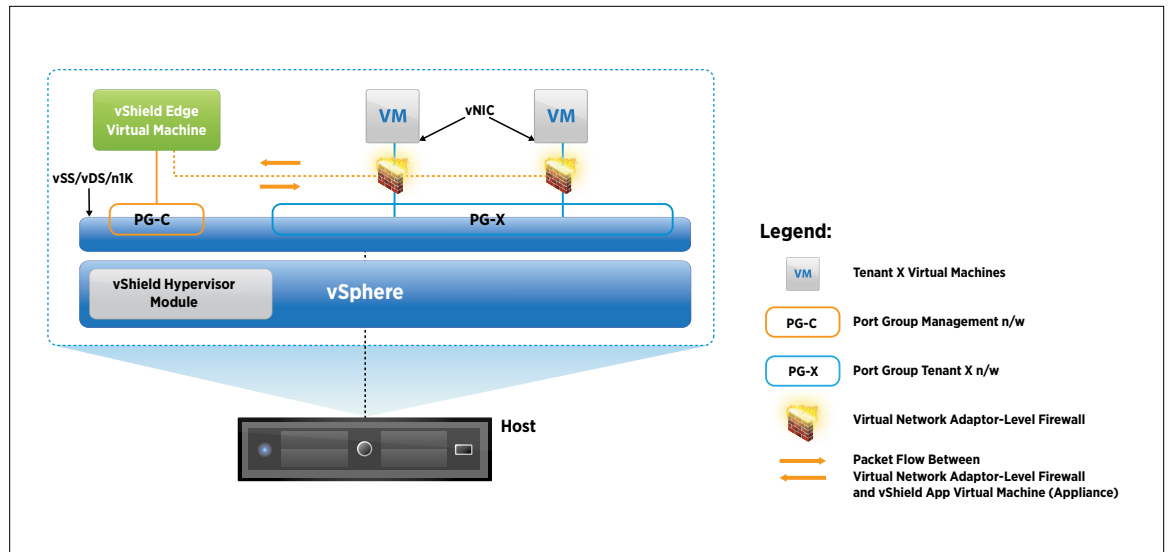 vShield Edge
Virtual Machine
VM
vNIC
VM
vSS/vDS/n1K
PG-C
PG-X
vShield Hypervisor
Module
vSphere
Host
Legend:
VM
Tenant X Virtual Machines
PG-C
Port Group Management n/w
PG-X
Port Group Tenant X n/w
Virtual Network Adaptor-Level Firewall
Packet Flow Between
Virtual Network Adaptor-Level Firewall
and vShield App Virtual Machine (Appliance)